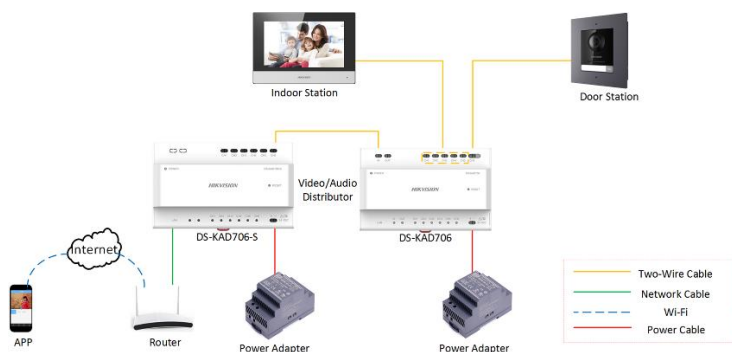 Indoor Station
Door Station
Video/Audio
Distributor
HIKVISION
HIKVISION
DS-KAD706-S
DS-KAD706
Internet
APP
Router
Power Adapter
Power Adapter
Two-Wire Cable
Network Cable
Wi-Fi
Power Cable